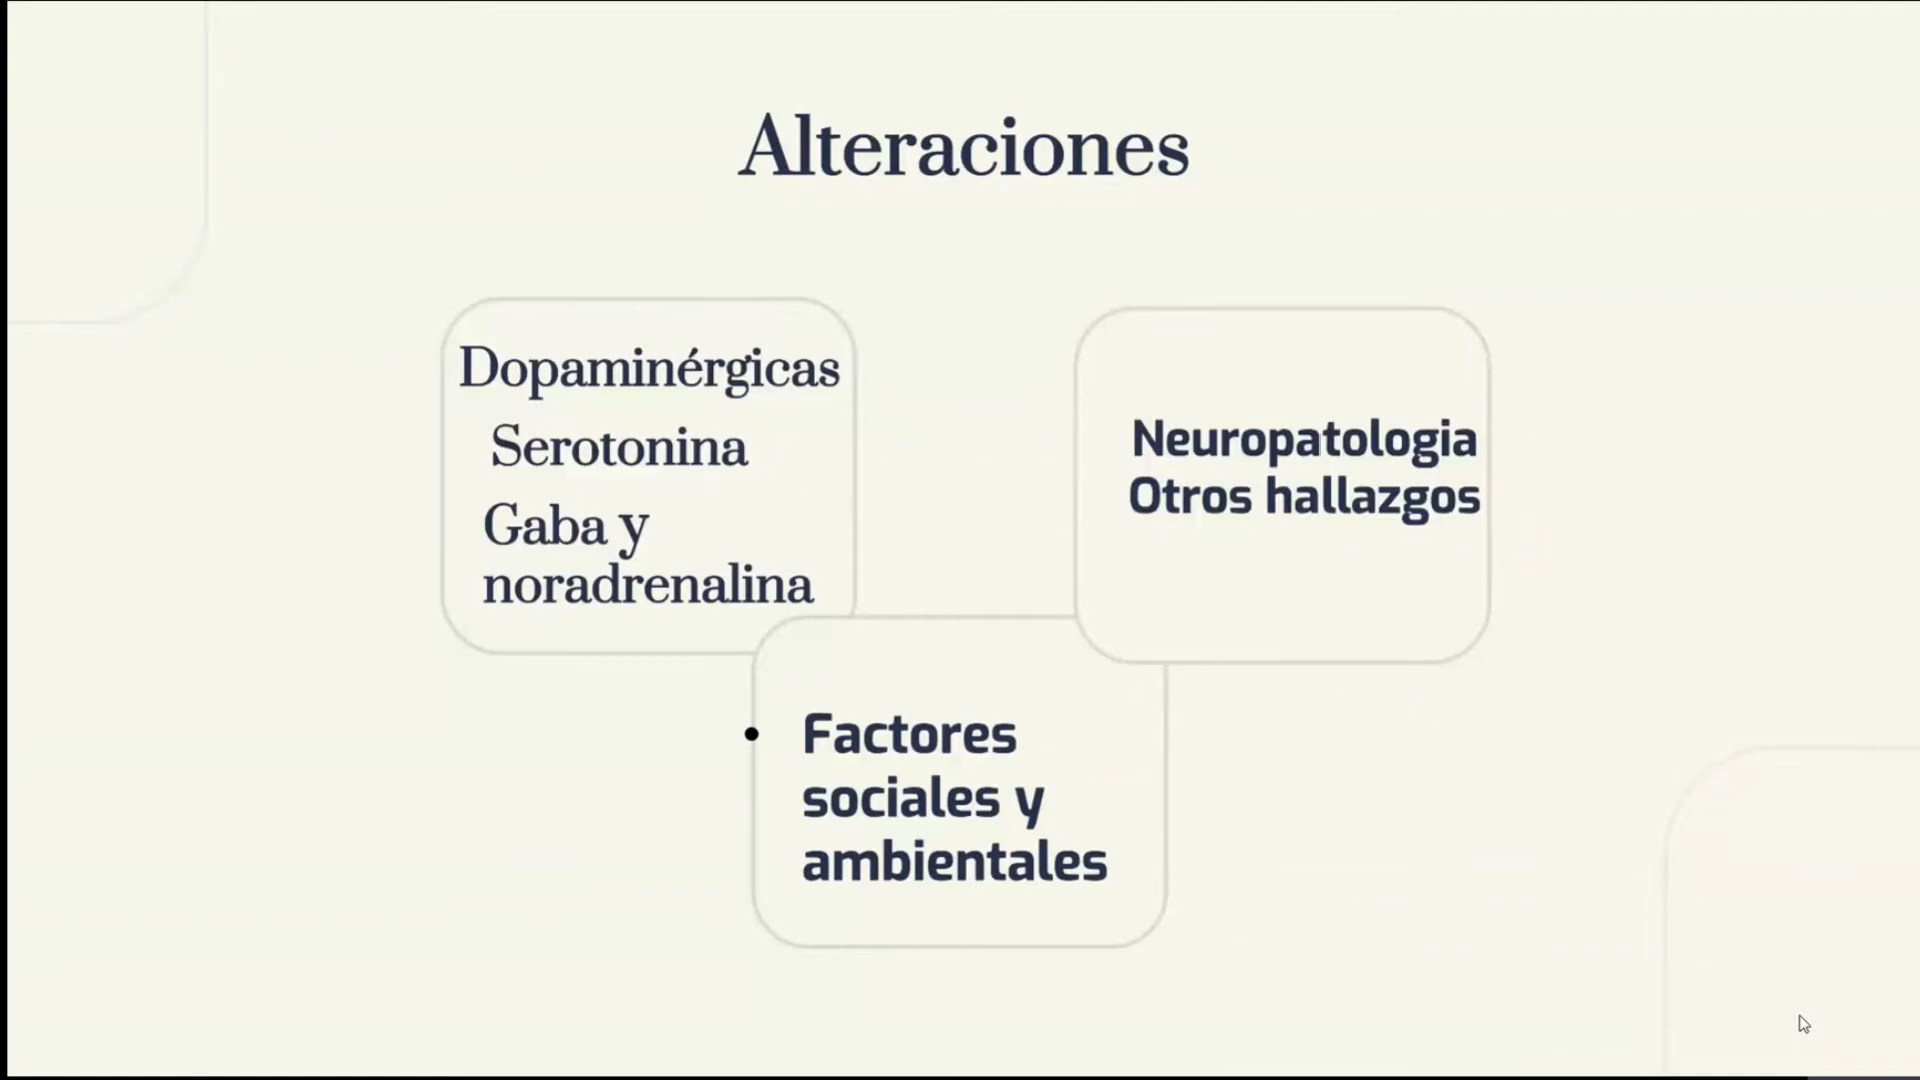 Alteraciones
Dopaminérgicas
Serotonina
Gaba y
noradrenalina
Neuropatologia
Otros hallazgos
• Factores
sociales y
ambientales